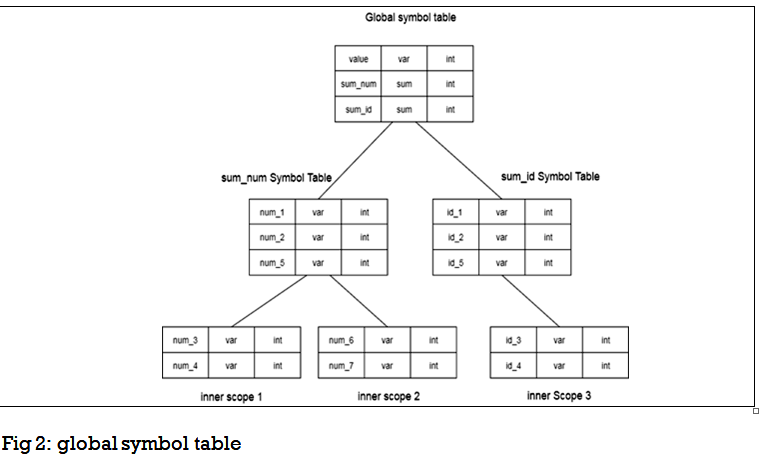 Global symbol table
value var int
sum_num sum int
sum_id sum int
sum_num Symbol Table
sum_id Symbol Table
num_1 var int
num_2 var int
num_5 var int
id_1 var int
id_2 var int
id_5 var int
num_3 var int
num_4 var int
num_6 var int
num_7 var int
id_3 var int
id_4 var int
inner scope 1
inner scope 2
inner Scope 3
Fig 2: global symbol table